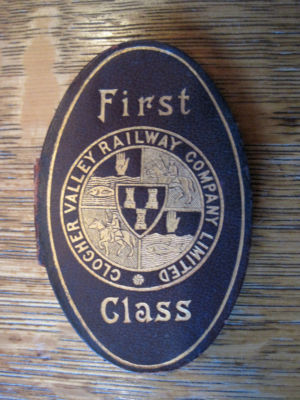 First
CLOGHER VALLEY RAILWAY COMPANY LIMITED
Class